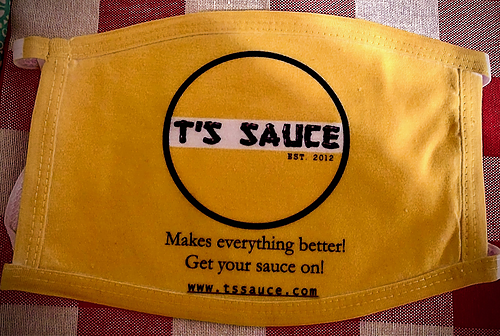 T'S SAUCE
EST. 2012
Makes everything better!
Get your sauce on!
www.tssauce.com